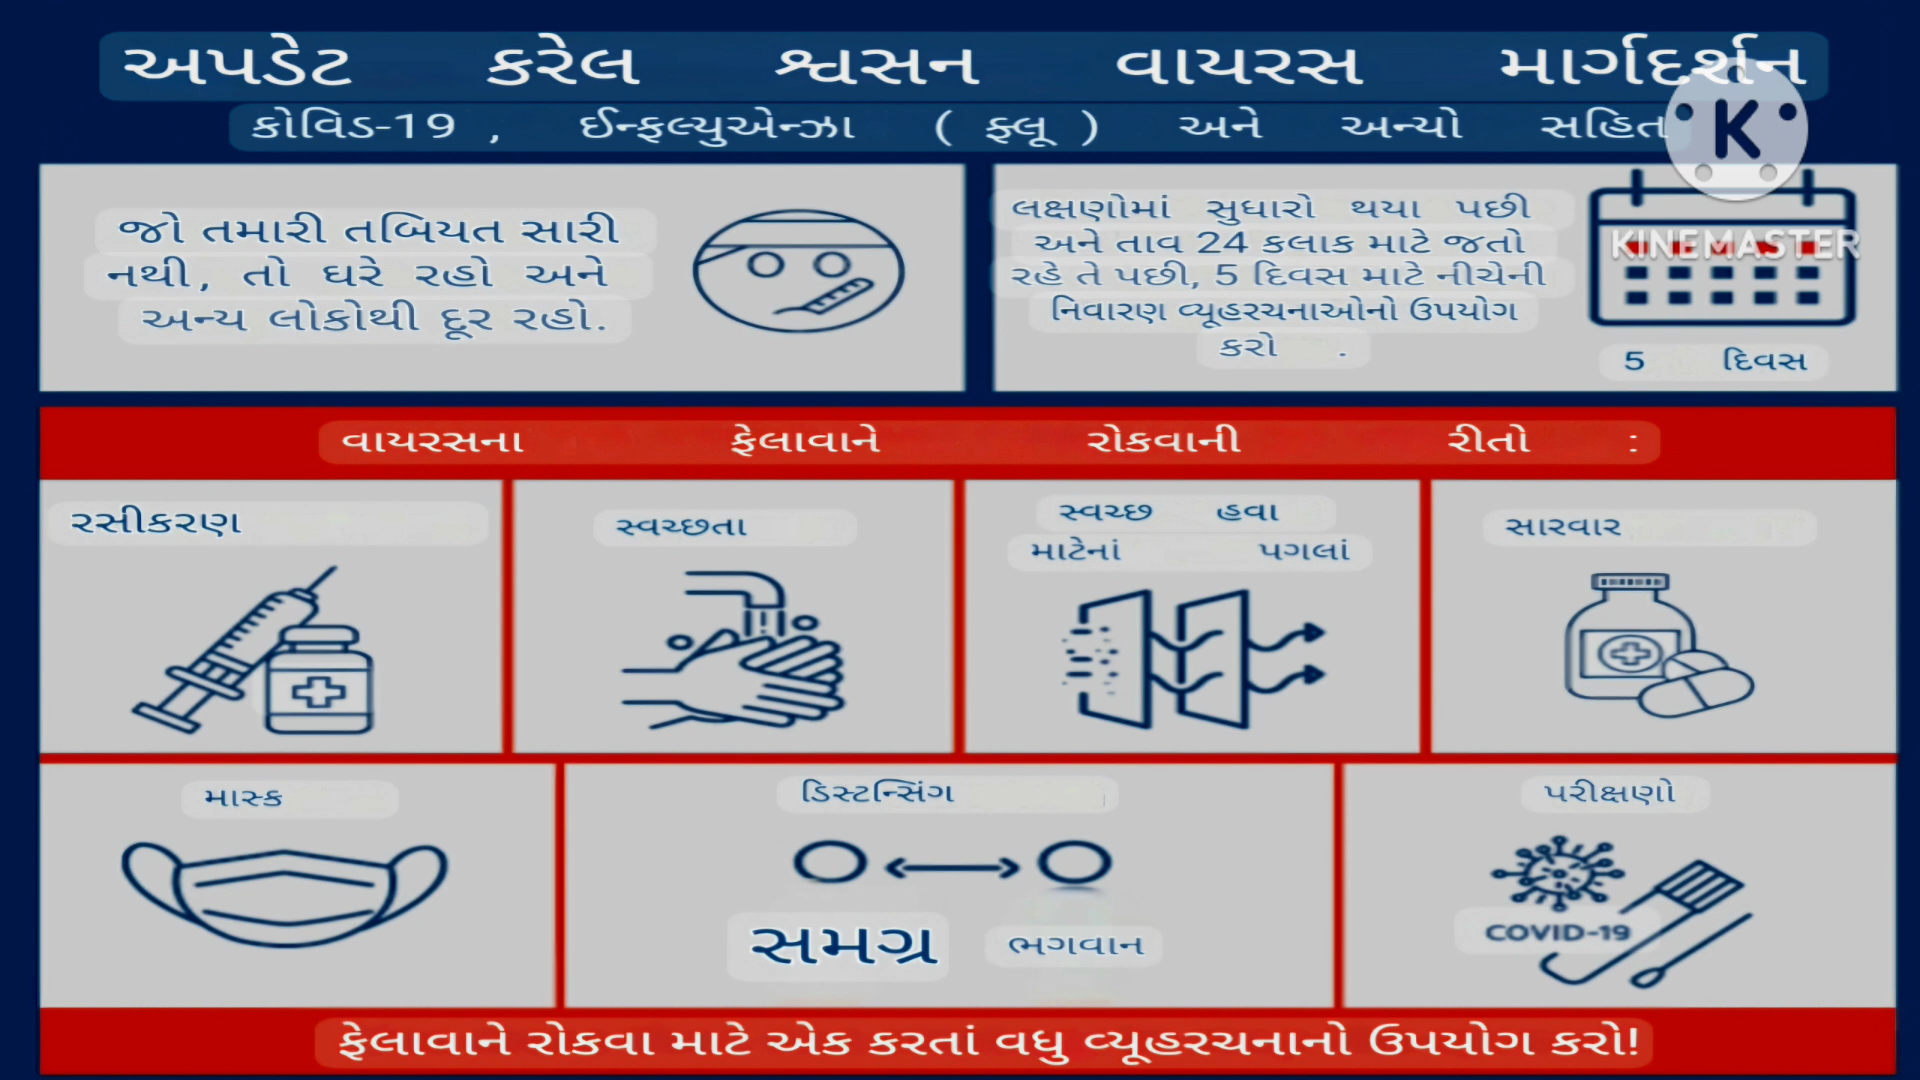 અપડેટ કરેલ શ્વસન વાયરસ માર્ગદર્શન
કોવિડ-19 , ઈન્ફલ્યુએન્ઝા ( ફ્લૂ ) અને અન્યો સહિત
K
KINEMASTER
જો તમારી તબિયત સારી
નથી, તો ઘરે રહો અને
અન્ય લોકોથી દૂર રહો.
લક્ષણોમાં સુધારો થયા પછી
અને તાવ 24 કલાક માટે જતો
રહે તે પછી, 5 દિવસ માટે નીચેની
નિવારણ વ્યૂહરચનાઓનો ઉપયોગ
કરો .
5 દિવસ
વાયરસના ફેલાવાને રોકવાની રીતો :
રસીકરણ
સ્વચ્છતા
સ્વચ્છ હવા
માટેનાં પગલાં
સારવાર
માસ્ક
ડિસ્ટન્સિંગ
સમગ્ર ભગવાન
પરીક્ષણો
COVID-19
ફેલાવાને રોકવા માટે એક કરતાં વધુ વ્યૂહરચનાનો ઉપયોગ કરો!